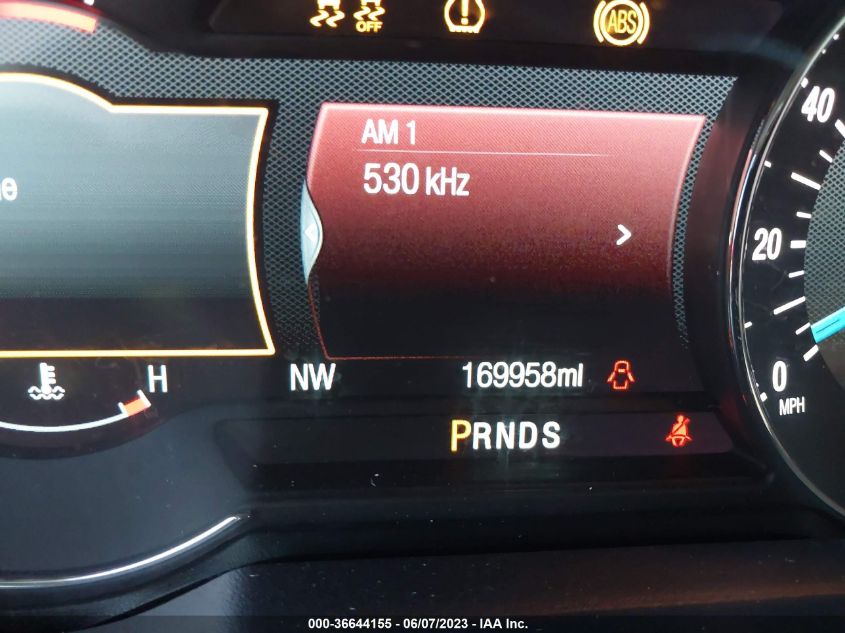 OFF
ABS
AM 1
530 kHz
40
20
0
MPH
H
NW
169958mi
PRNDS
000-36644155 - 06/07/2023 - IAA Inc.